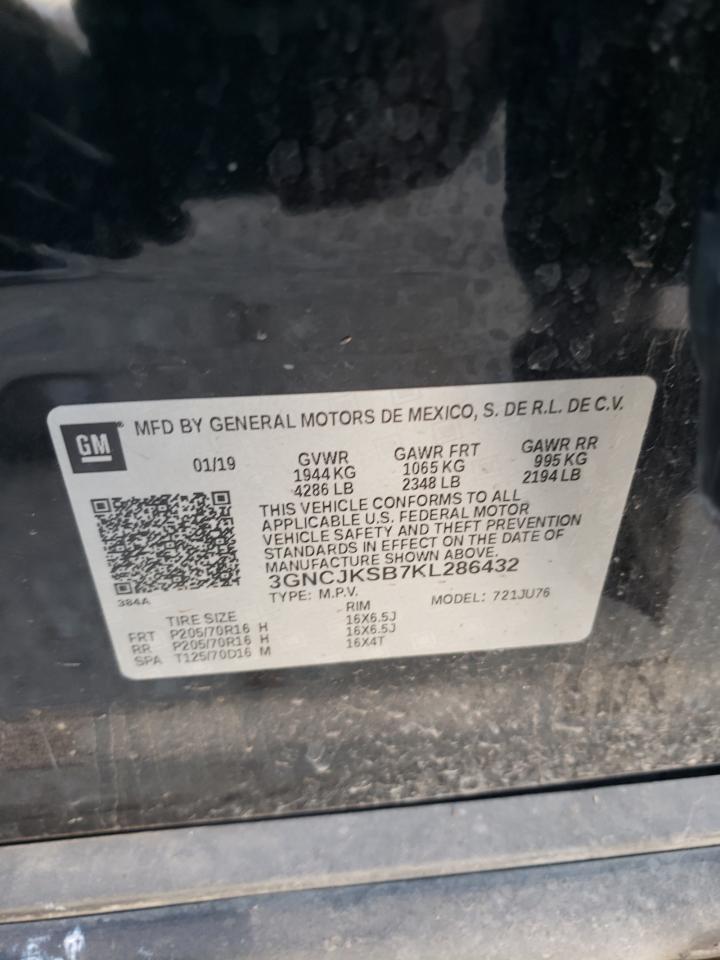 GM
MFD BY GENERAL MOTORS DE MEXICO, S. DE R.L. DE C.V.
01/19
GVWR
1944 KG
4286 LB
GAWR FRT
1065 KG
2348 LB
GAWR RR
995 KG
2194 LB
THIS VEHICLE CONFORMS TO ALL
APPLICABLE U.S. FEDERAL MOTOR
VEHICLE SAFETY AND THEFT PREVENTION
STANDARDS IN EFFECT ON THE DATE OF
MANUFACTURE SHOWN ABOVE.
3GNCJKSB7KL286432
TYPE: M.P.V. MODEL: 721JU76
384A
TIRE SIZE RIM
FRT P205/70R16 H 16X6.5J
RR P205/70R16 H 16X6.5J
SPA T125/70D16 M 16X4T